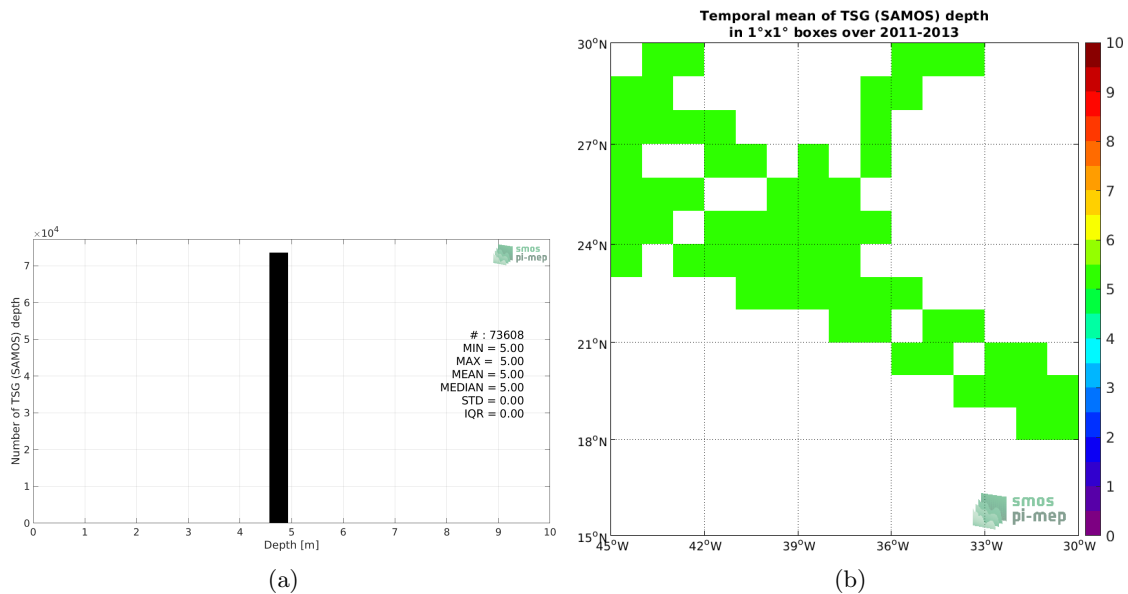 ×10⁴
7
6
5
4
3
2
1
0
Number of TSG (SAMOS) depth
smos
pi-mep
# : 73608
MIN = 5.00
MAX = 5.00
MEAN = 5.00
MEDIAN = 5.00
STD = 0.00
IQR = 0.00
0 1 2 3 4 5 6 7 8 9 10
Depth [m]
(a)
Temporal mean of TSG (SAMOS) depth
in 1°x1° boxes over 2011-2013
30°N
27°N
24°N
21°N
18°N
15°N
45°W 42°W 39°W 36°W 33°W 30°W
smos
pi-mep
10
9
8
7
6
5
4
3
2
1
0
(b)